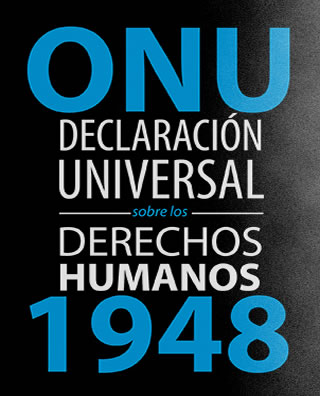 ONU
DECLARACIÓN
UNIVERSAL
sobre los
DERECHOS
HUMANOS
1948